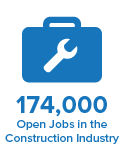 174,000
Open Jobs in the
Construction Industry